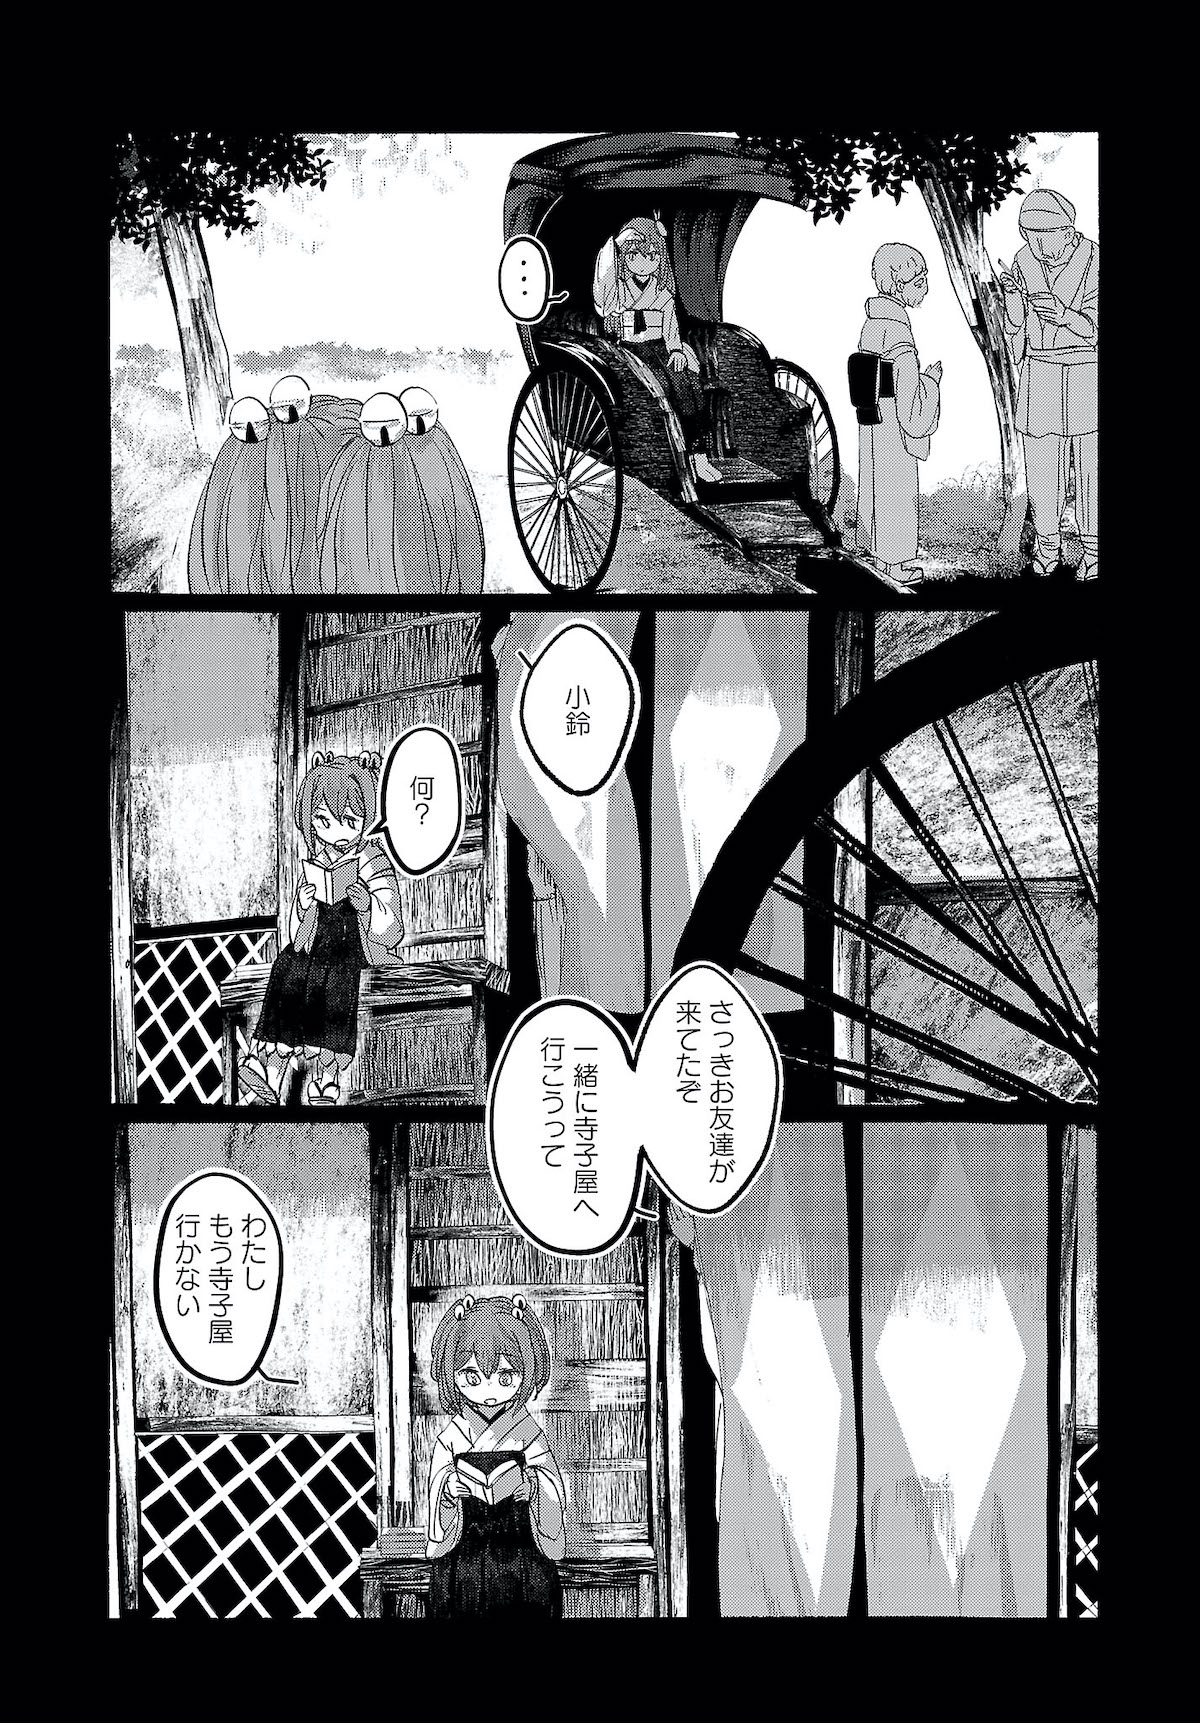 …
小鈴
何？
さっきお友達が
来てたぞ
一緒に寺子屋へ
行こうって
わたし
もう寺子屋
行かない